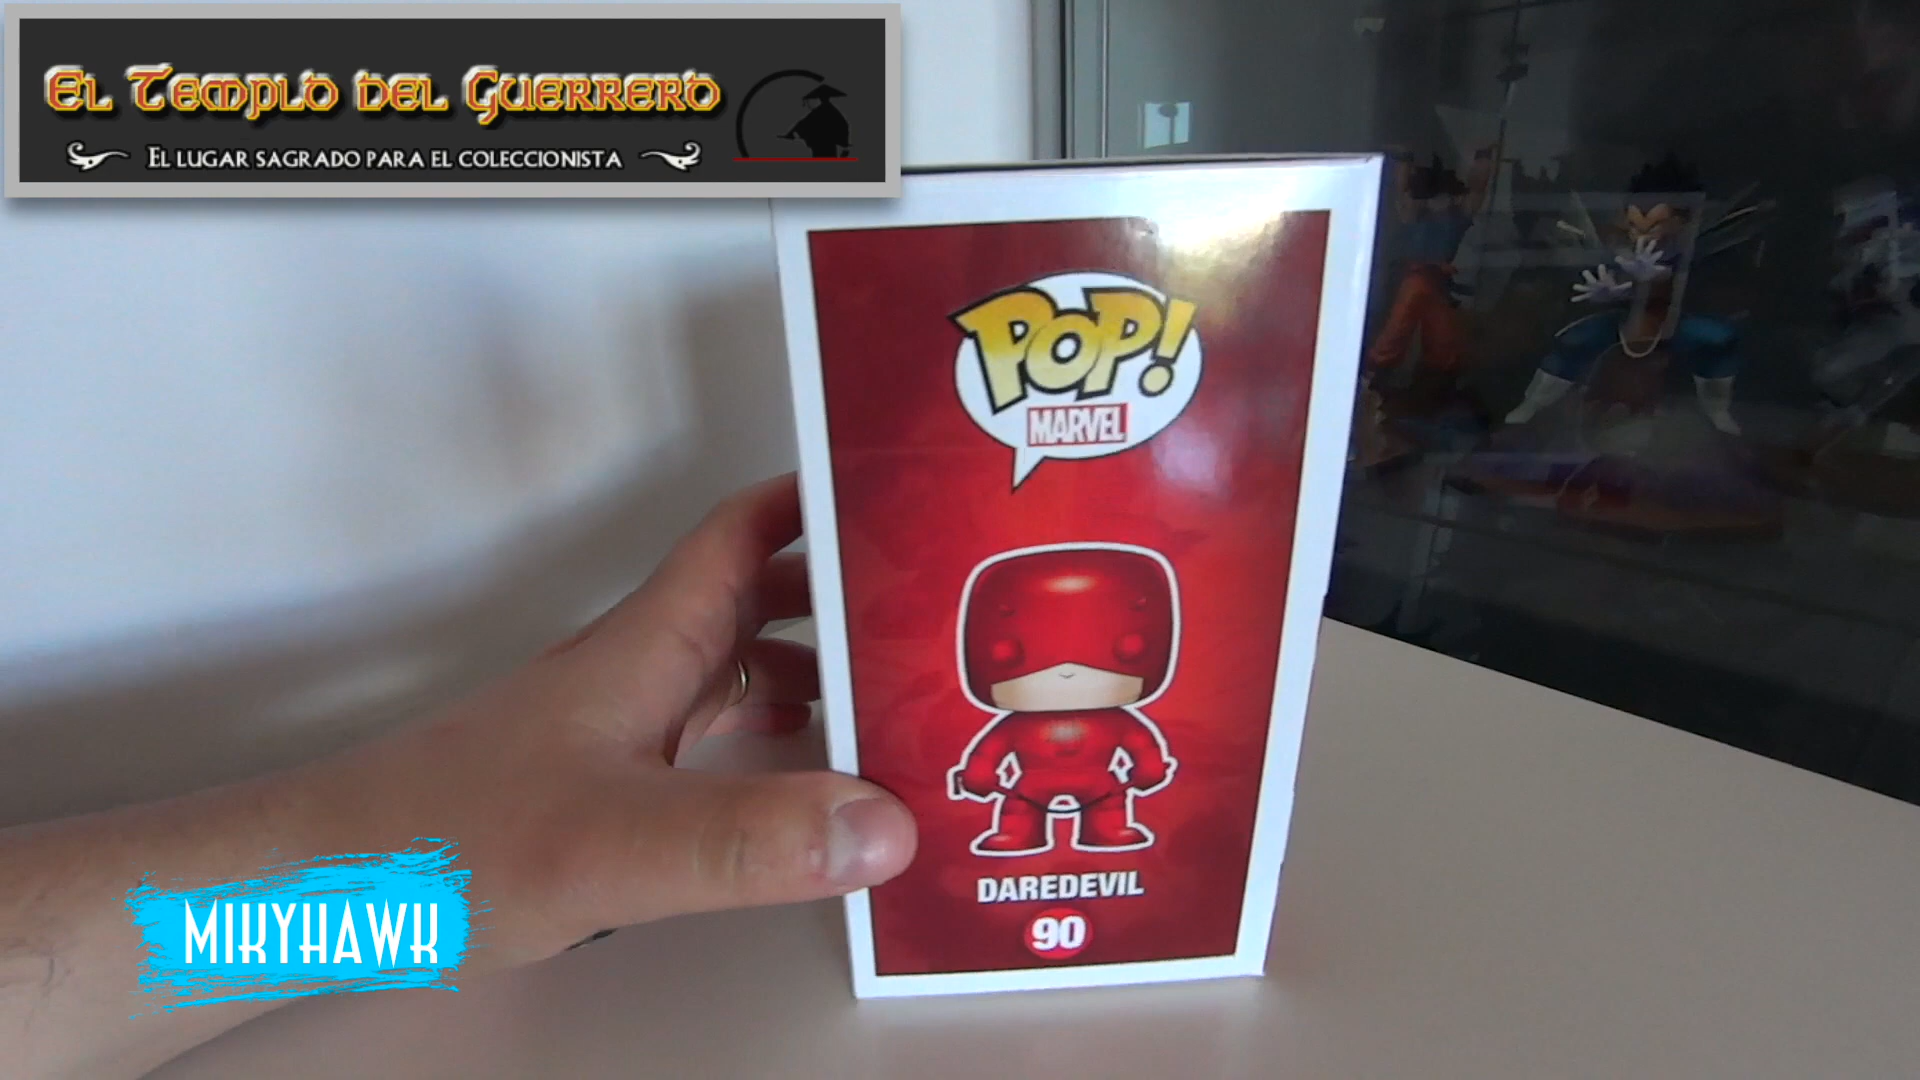 El Templo del Guerrero
El lugar sagrado para el coleccionista
POP!
MARVEL
DAREDEVIL
90
MIKYHAWK